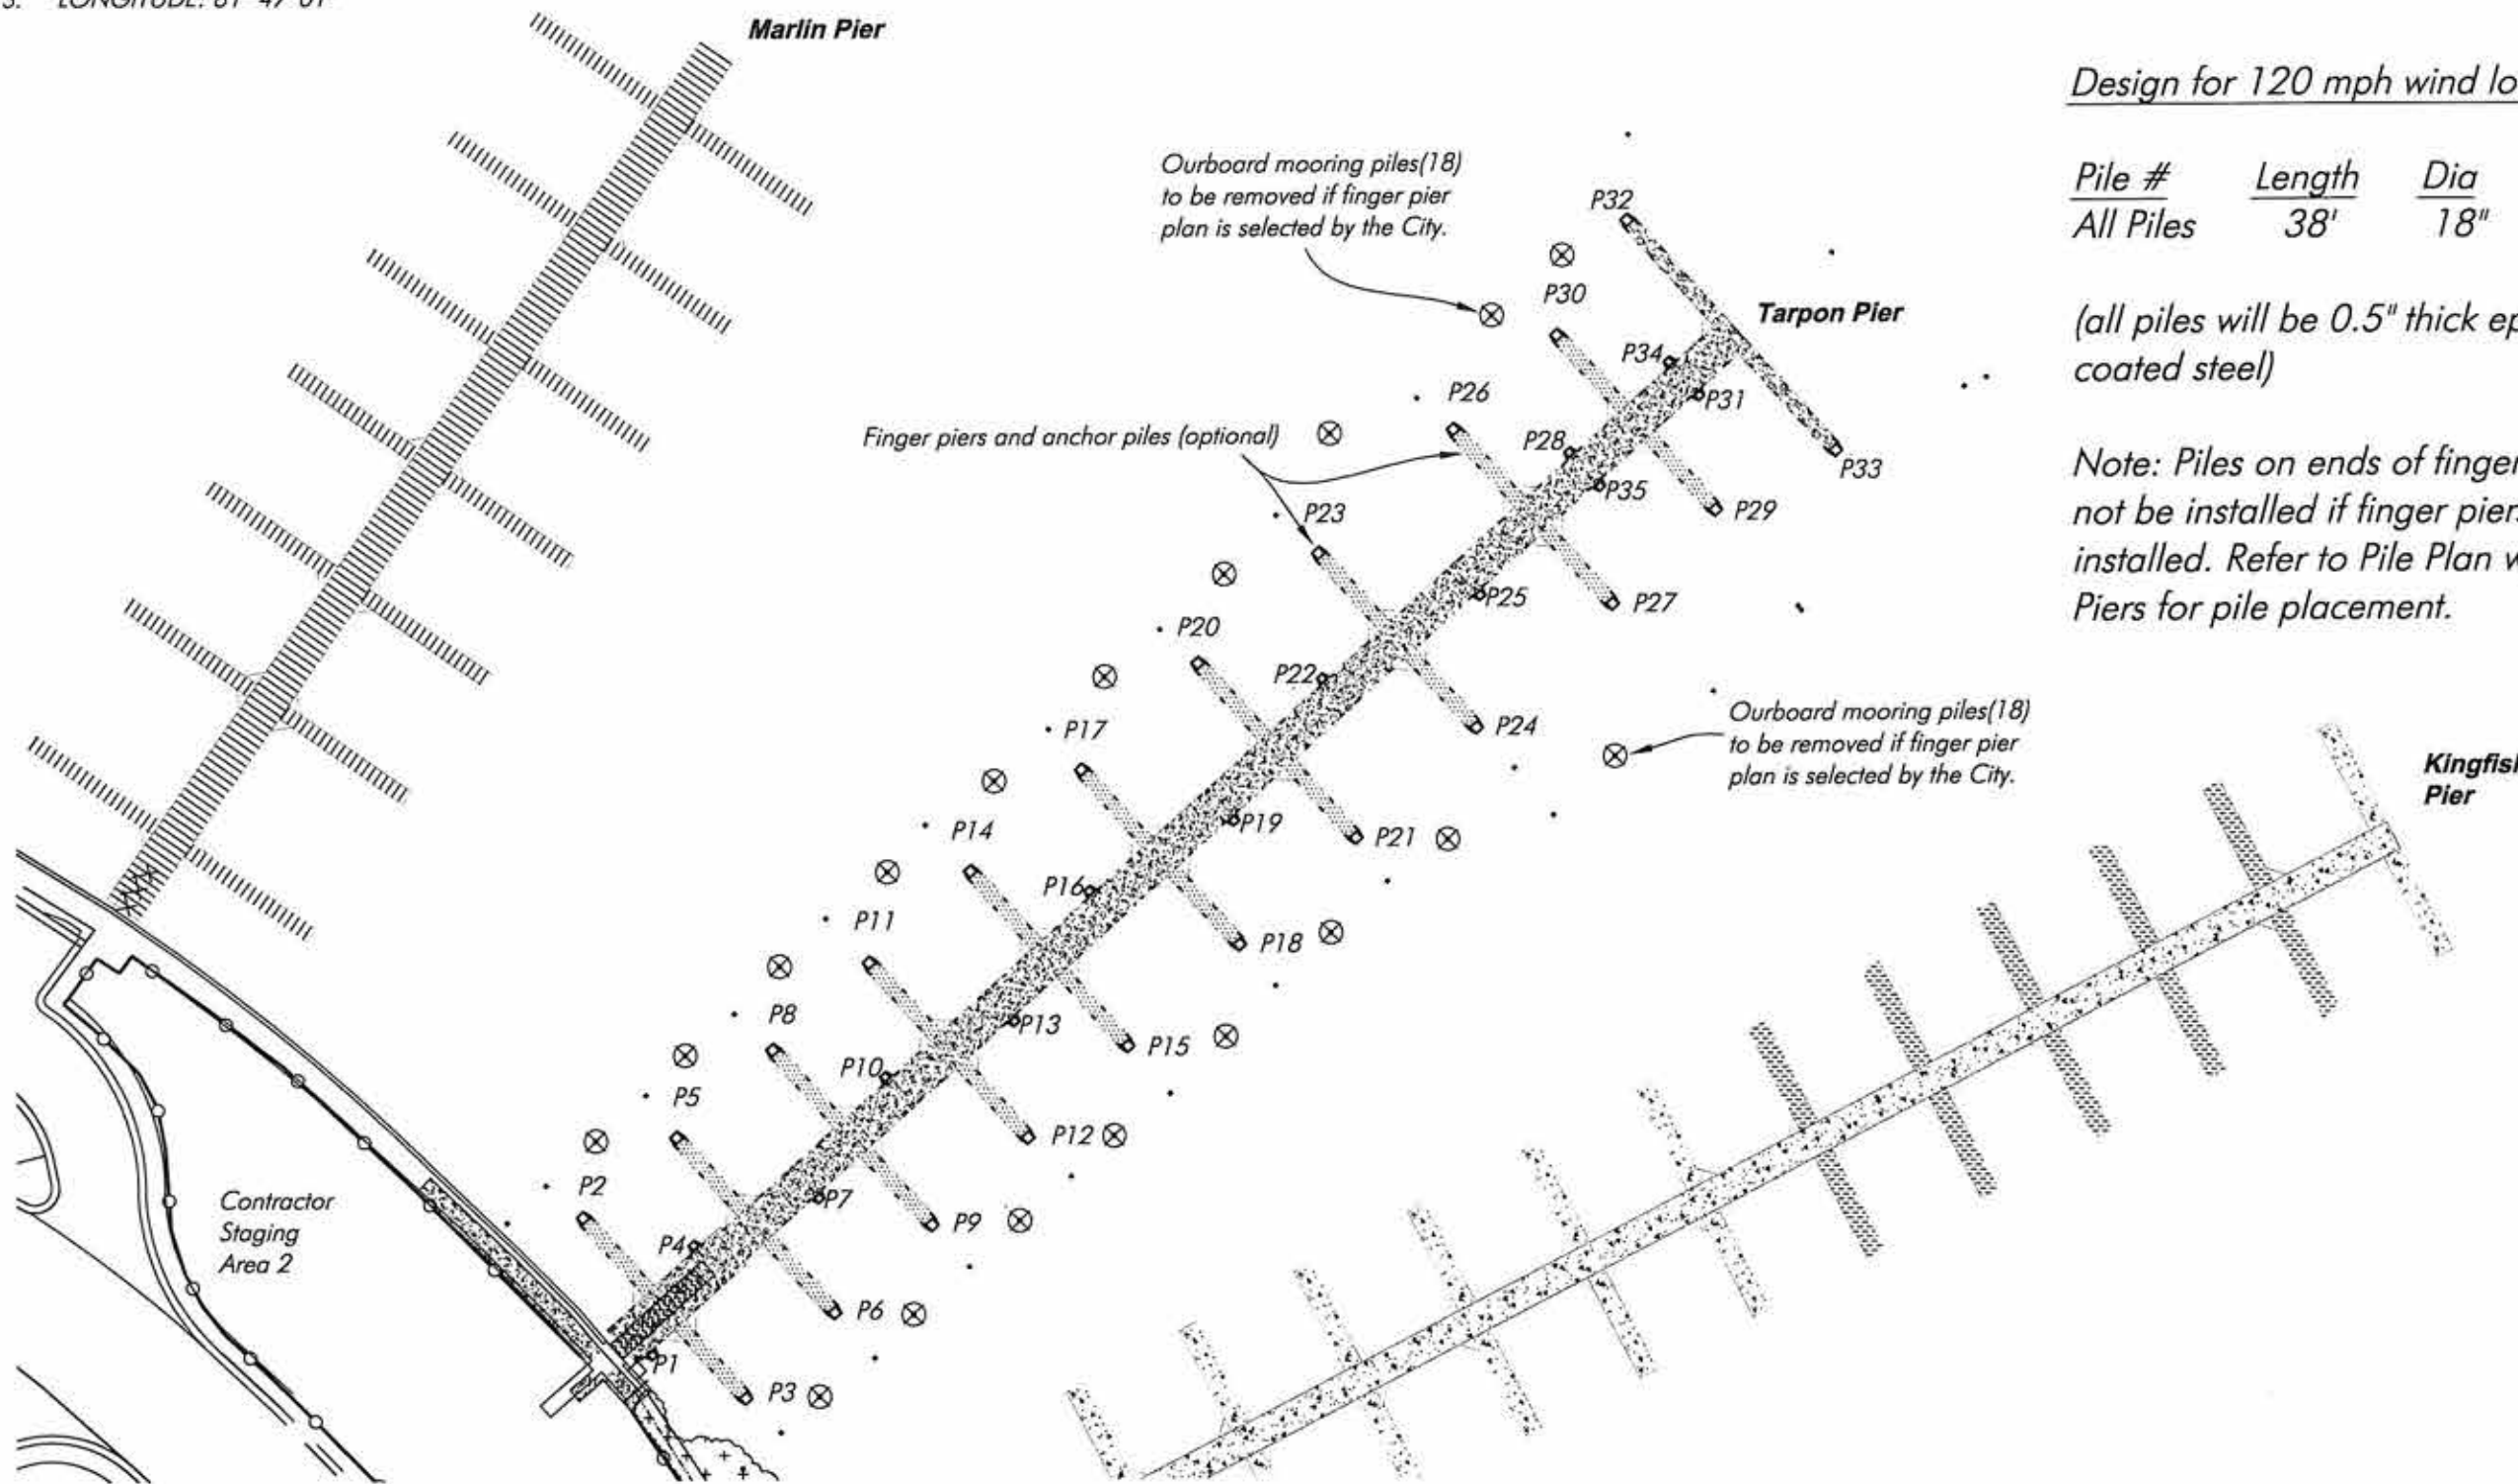 3. LONGITUDE: 81° 49' 01"
Marlin Pier
Design for 120 mph wind lo
Pile # Length Dia
All Piles 38' 18"
(all piles will be 0.5" thick ep
coated steel)
Note: Piles on ends of finger
not be installed if finger pier
installed. Refer to Pile Plan w
Piers for pile placement.
Ourboard mooring piles(18)
to be removed if finger pier
plan is selected by the City.
P32
P30
Tarpon Pier
P34
P31
P26
Finger piers and anchor piles (optional)
P28
P33
P35
P29
P23
P25
P27
P20
P22
P24
Ourboard mooring piles(18)
to be removed if finger pier
plan is selected by the City.
P17
Kingfish
Pier
P19
P14
P21
P16
P11
P18
P8
P13
P15
P10
P5
P12
P2
P7
P9
Contractor
Staging
Area 2
P4
P6
P1
P3